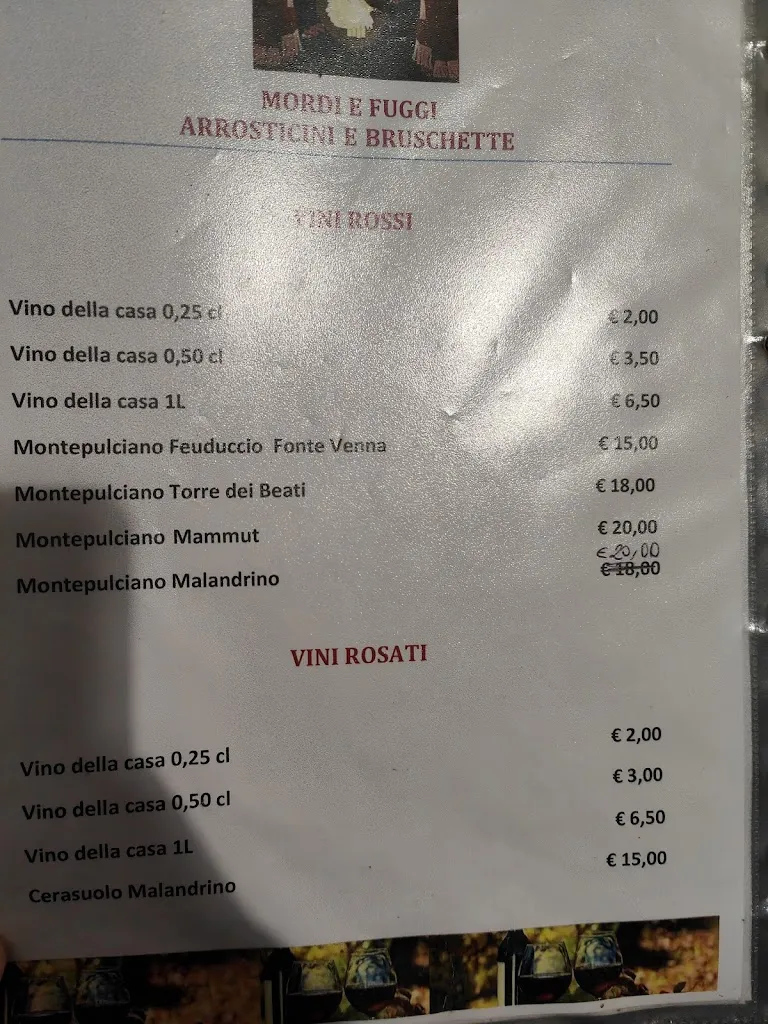 MORDI E FUGGI
ARROSTICINI E BRUSCHETTE
VINI ROSSI
Vino della casa 0,25 cl € 2,00
Vino della casa 0,50 cl € 3,50
Vino della casa 1L € 6,50
Montepulciano Feuduccio Fonte Venna € 15,00
Montepulciano Torre dei Beati € 18,00
Montepulciano Mammut € 20,00
€ 20,00
Montepulciano Malandrino € 18,00
VINI ROSATI
Vino della casa 0,25 cl € 2,00
Vino della casa 0,50 cl € 3,00
Vino della casa 1L € 6,50
Cerasuolo Malandrino € 15,00